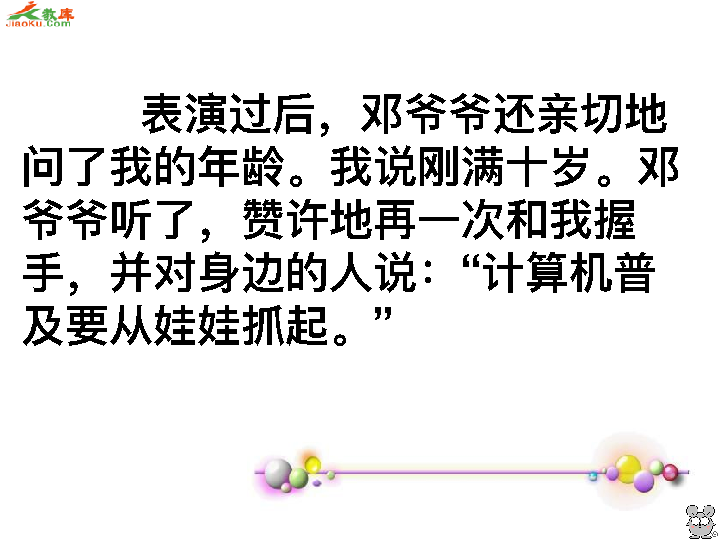 教库
JiaoKu.Com
表演过后，邓爷爷还亲切地
问了我的年龄。我说刚满十岁。邓
爷爷听了，赞许地再一次和我握
手，并对身边的人说：“计算机普
及要从娃娃抓起。”